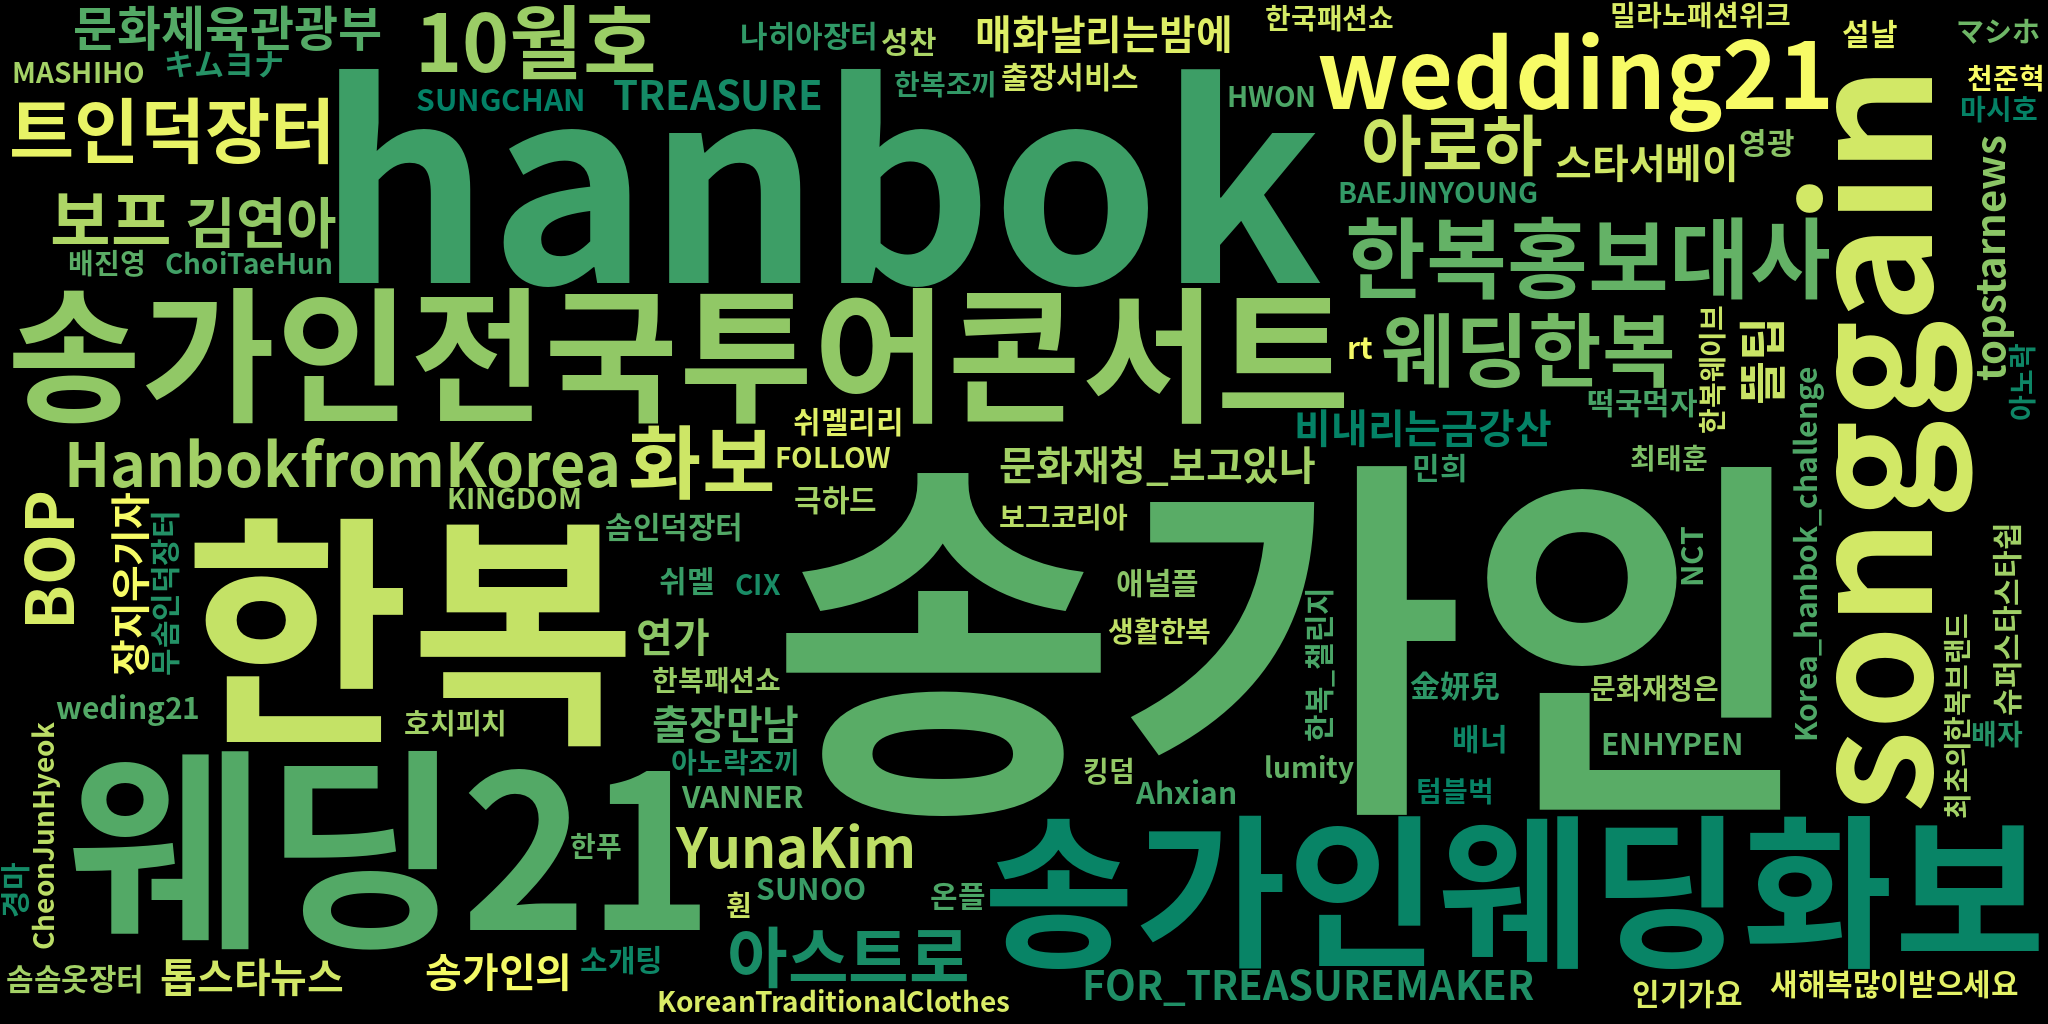 문화체육관광부
10월호
나히아장터
성찬
매화날리는밤에
한국패션쇼
밀라노패션위크
설날
マシホ
MASHIHO
キムヨナ
SUNGCHAN
TREASURE
한복조끼
출장서비스
HWON
wedding21
천준혁
마시호
트인덕장터
hanbok
아로하
스타서베이
영광
BAEJINYOUNG
보프
김연아
배진영
ChoiTaeHun
한복홍보대사
songgain
topstarnews
송가인전국투어콘서트
rt
웨딩한복
한복웨이브
뜰팁
아노락
떡국먹자
쉬멜리리
비내리는금강산
HanbokfromKorea
화보
FOLLOW
문화재청_보고있나
민희
최태훈
Korea_hanbok_challenge
KINGDOM
극하드
보그코리아
BOP
장지우기자
무솜인덕장터
한복
솜인덕장터
송가인
NCT
슈퍼스타스타쉽
쉬멜
CIX
애널플
생활한복
한복_챌린지
연가
한복패션쇼
金妍兒
문화재청은
최초의한복브랜드
배자
weding21
호치피치
출장만남
배너
ENHYPEN
아노락조끼
킹덤
lumity
CheonJunHyeok
웨딩21
VANNER
Ahxian
텀블벅
한푸
YunaKim
송가인웨딩화보
경마
SUNOO
훤
온플
아스트로
솜솜옷장터
톱스타뉴스
송가인의
소개팅
KoreanTraditionalClothes
FOR_TREASUREMAKER
인기가요
새해복많이받으세요